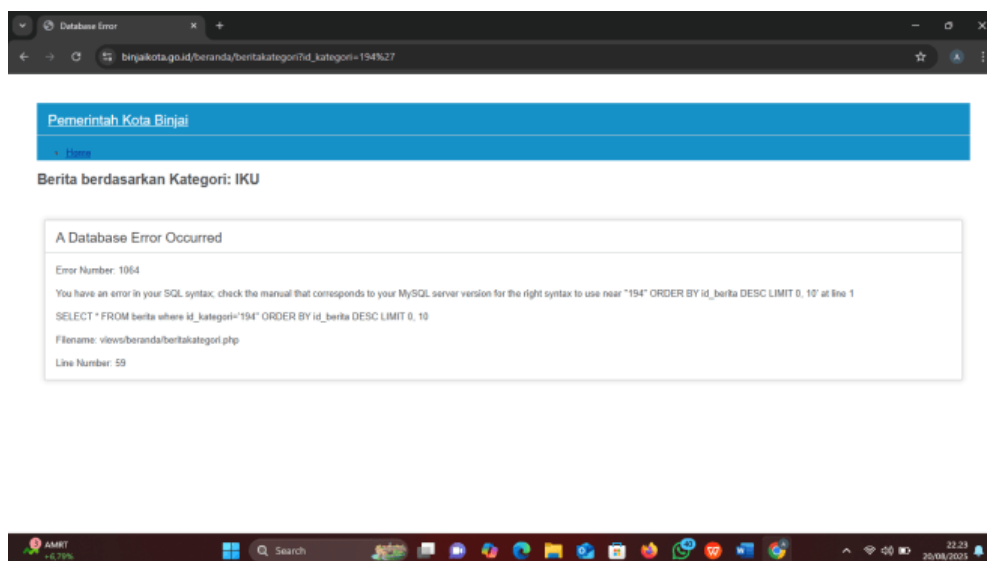 Database Error
binjaikota.go.id/beranda/beritakategori?id_kategori=194%27
Pemerintah Kota Binjai
Home
Berita berdasarkan Kategori: IKU
A Database Error Occurred
Error Number: 1064
You have an error in your SQL syntax; check the manual that corresponds to your MySQL server version for the right syntax to use near ''194'' ORDER BY id_berita DESC LIMIT 0, 10' at line 1
SELECT * FROM berita where id_kategori='194'' ORDER BY id_berita DESC LIMIT 0, 10
Filename: views/beranda/beritakategori.php
Line Number: 59
AMRT
+6,79%
Search
22.23
20/08/2025